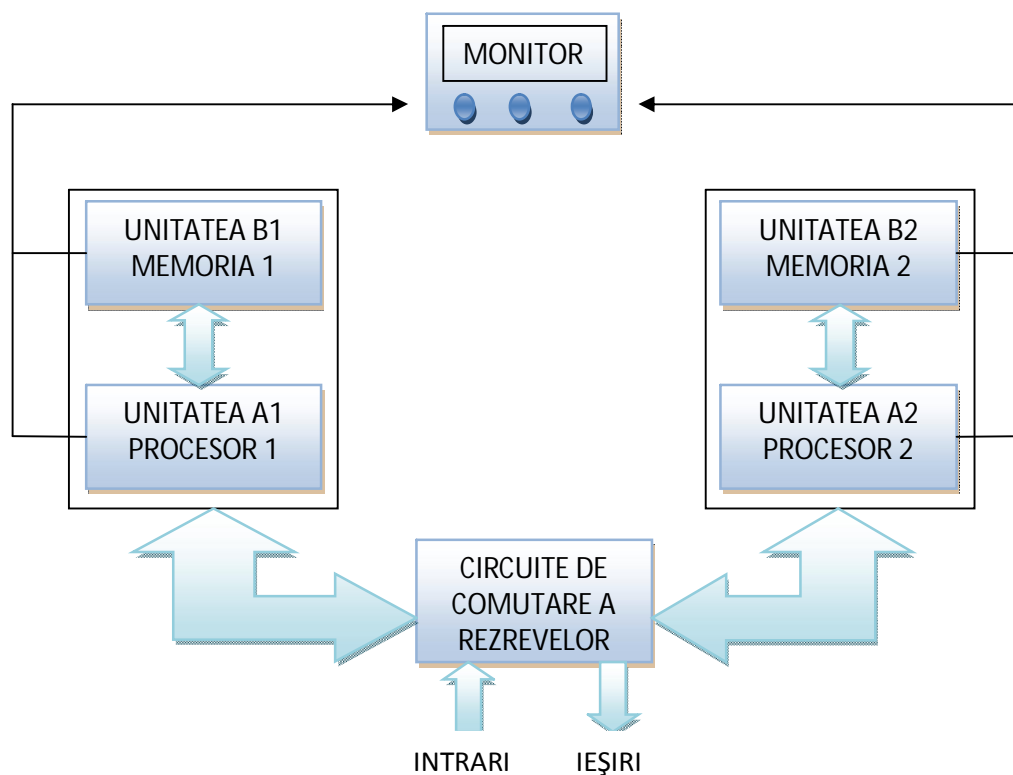 MONITOR
UNITATEA B1
MEMORIA 1
UNITATEA B2
MEMORIA 2
UNITATEA A1
PROCESOR 1
UNITATEA A2
PROCESOR 2
CIRCUITE DE
COMUTARE A
REZREVELOR
INTRARI
IEŞIRI